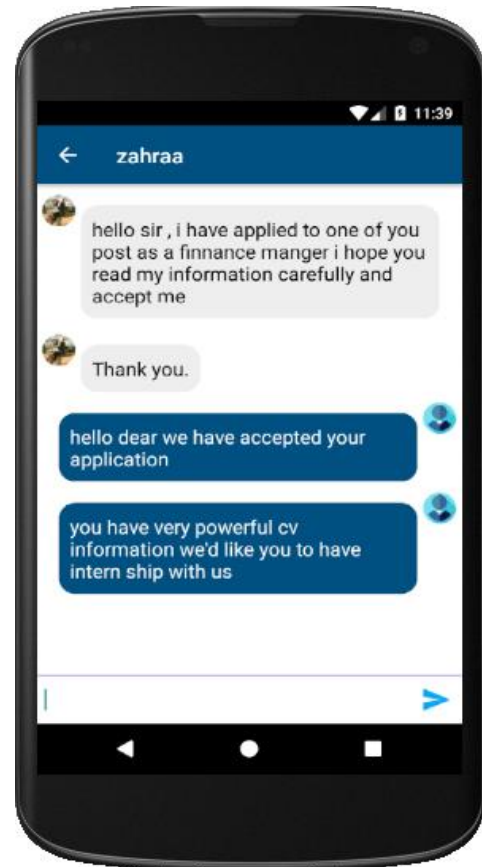 11:39
zahraa
hello sir , i have applied to one of you
post as a finnance manger i hope you
read my information carefully and
accept me
Thank you.
hello dear we have accepted your
application
you have very powerful cv
information we'd like you to have
intern ship with us